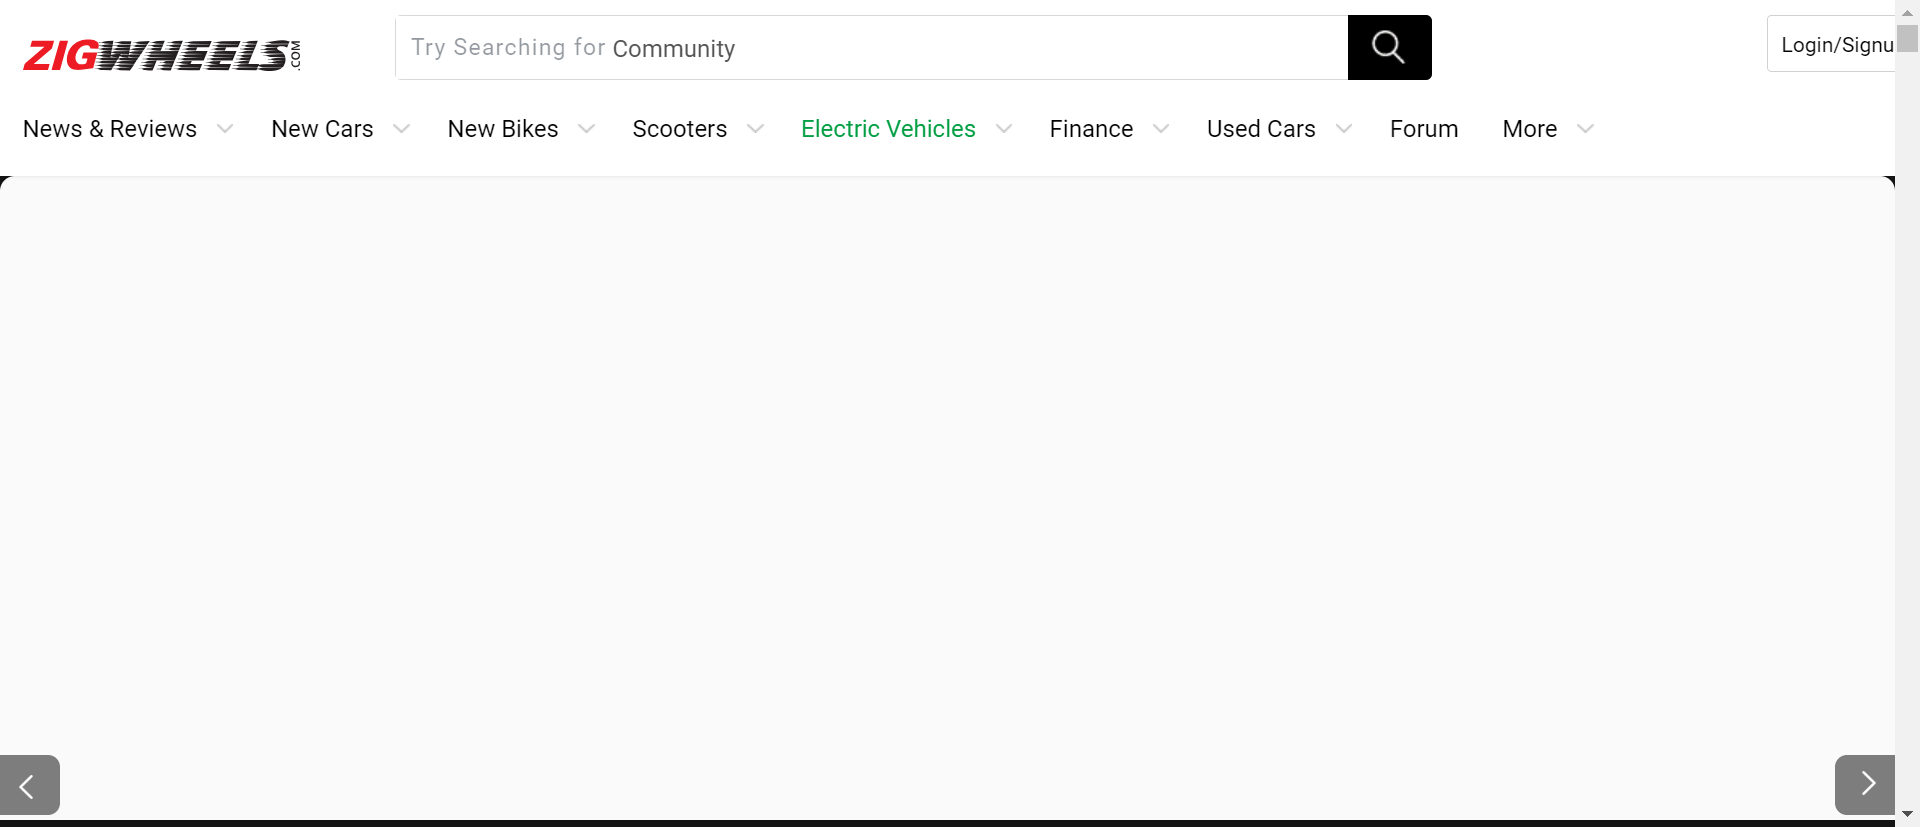 ZIGWHEELS.COM
Try Searching for Community
Login/Signu
News & Reviews
New Cars
New Bikes
Scooters
Electric Vehicles
Finance
Used Cars
Forum
More